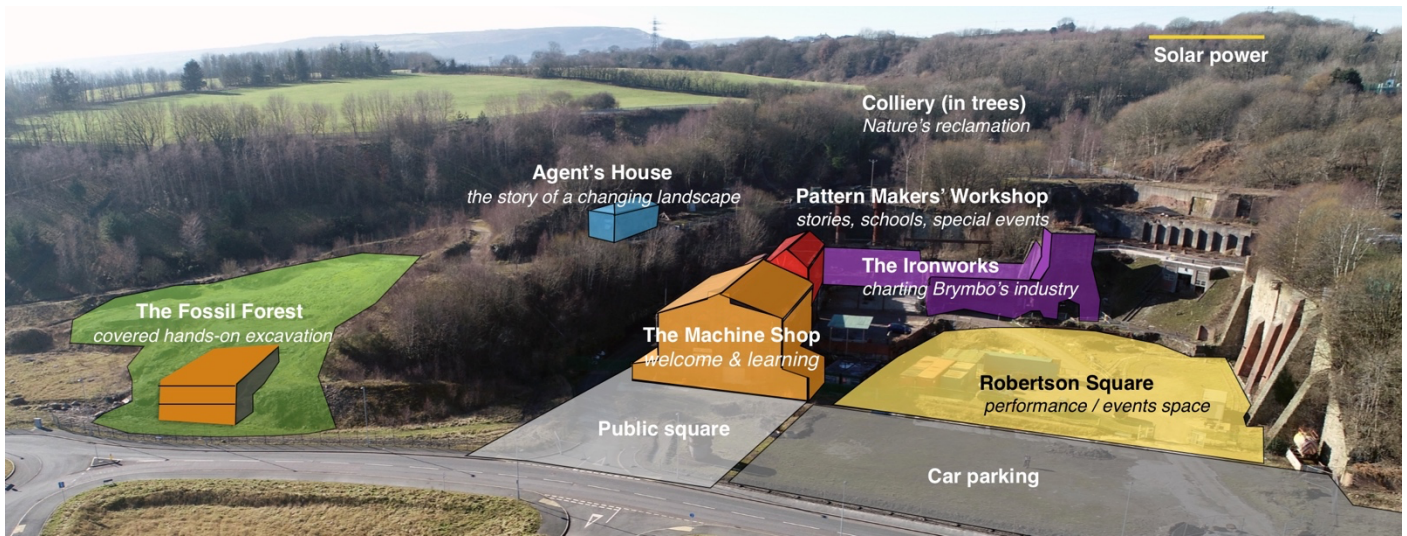 Solar power
Colliery (in trees)
Nature's reclamation
Agent's House
the story of a changing landscape
Pattern Makers' Workshop
stories, schools, special events
The Ironworks
charting Brymbo's industry
The Fossil Forest
covered hands-on excavation
The Machine Shop
welcome & learning
Robertson Square
performance / events space
Public square
Car parking